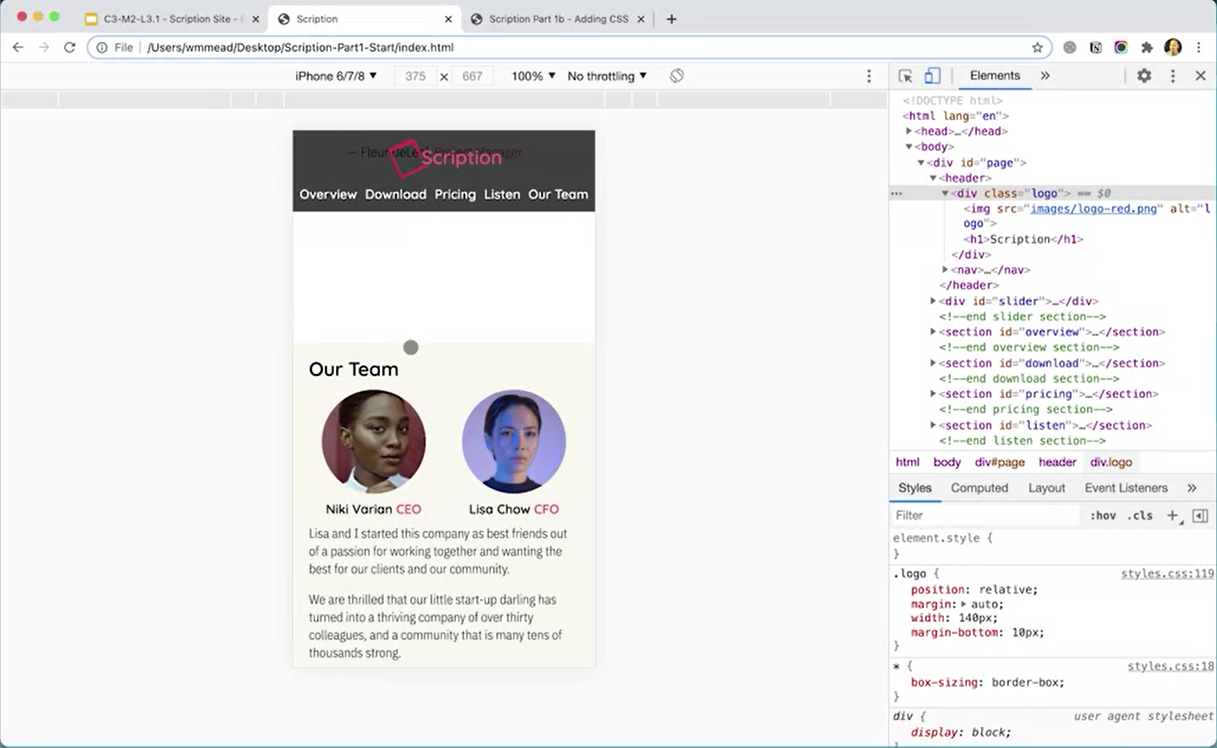 C3-M2-L3.1 - Scription Site -
Scription
Scription Part 1b - Adding CSS
File /Users/wmmead/Desktop/Scription-Part1-Start/index.html
iPhone 6/7/8 375 × 667 100% No throttling
— Fleur Project Manager
Scription
Overview Download Pricing Listen Our Team
Our Team
Niki Varian CEO Lisa Chow CFO
Lisa and I started this company as best friends out
of a passion for working together and wanting the
best for our clients and our community.
We are thrilled that our little start-up darling has
turned into a thriving company of over thirty
colleagues, and a community that is many tens of
thousands strong.
Elements
<!DOCTYPE html>
<html lang="en">
<head>…</head>
<body>
<div id="page">
<header>
<div class="logo"> == $0
<img src="images/logo-red.png" alt="l
ogo">
<h1>Scription</h1>
</div>
<nav>…</nav>
</header>
<div id="slider">…</div>
<!--end slider section-->
<section id="overview">…</section>
<!--end overview section-->
<section id="download">…</section>
<!--end download section-->
<section id="pricing">…</section>
<!--end pricing section-->
<section id="listen">…</section>
<!--end listen section-->
html body div#page header div.logo
Styles Computed Layout Event Listeners
Filter :hov .cls
element.style {
}
.logo { styles.css:119
position: relative;
margin: auto;
width: 140px;
margin-bottom: 10px;
}
* { styles.css:18
box-sizing: border-box;
}
div { user agent stylesheet
display: block;